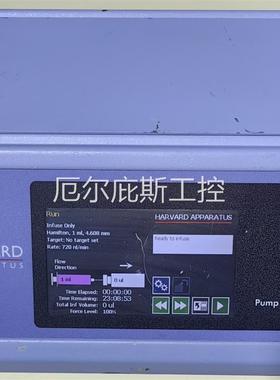 厄尔庇斯工控
Run
HARVARD APPARATUS
Infuse Only
Hamilton, 1 ml, 4.608 mm
Target: No target set
Rate: 720 nl/min
Ready to infuse
Flow
Direction
1 ml
0 ul
Time Elapsed: 00:00:00
Time Remaining: 23:08:53
Total Inf Volume: 0 ul
Force Level: 100%
ARD
ATUS
Pump